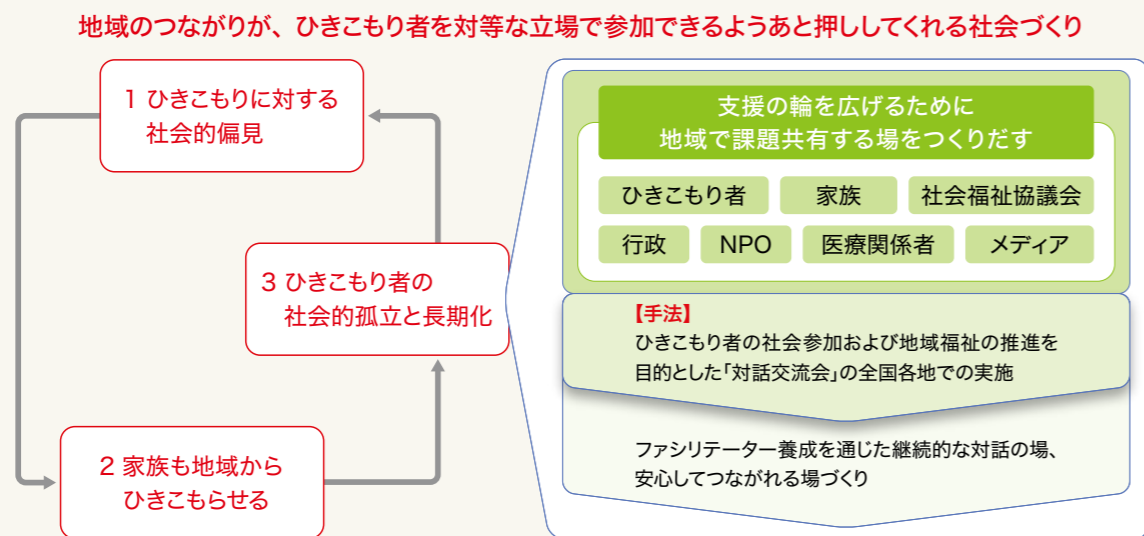 地域のつながりが、ひきこもり者を対等な立場で参加できるようあと押ししてくれる社会づくり
1 ひきこもりに対する
社会的偏見
3 ひきこもり者の
社会的孤立と長期化
2 家族も地域から
ひきこもらせる
支援の輪を広げるために
地域で課題共有する場をつくりだす
ひきこもり者 家族 社会福祉協議会
行政 NPO 医療関係者 メディア
【手法】
ひきこもり者の社会参加および地域福祉の推進を
目的とした「対話交流会」の全国各地での実施
ファシリテーター養成を通じた継続的な対話の場、
安心してつながれる場づくり